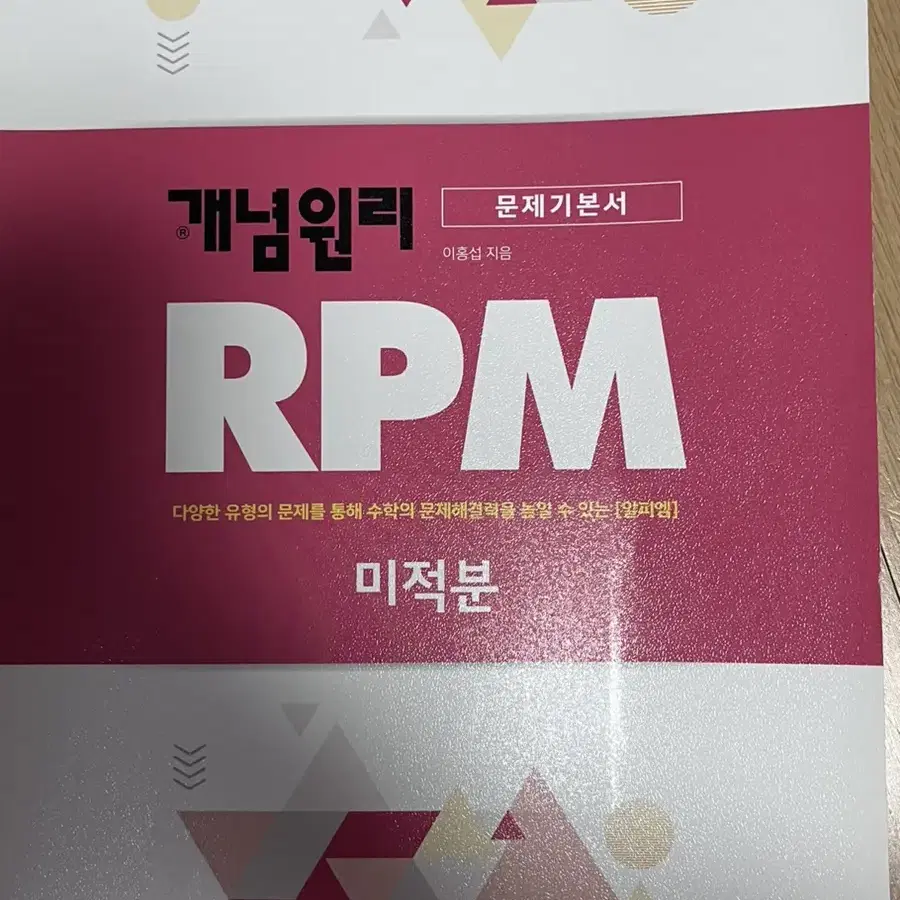 개념원리®
문제기본서
이홍섭 지음
RPM
다양한 유형의 문제를 통해 수학의 문제해결력을 높일 수 있는 [알피엠]
미적분